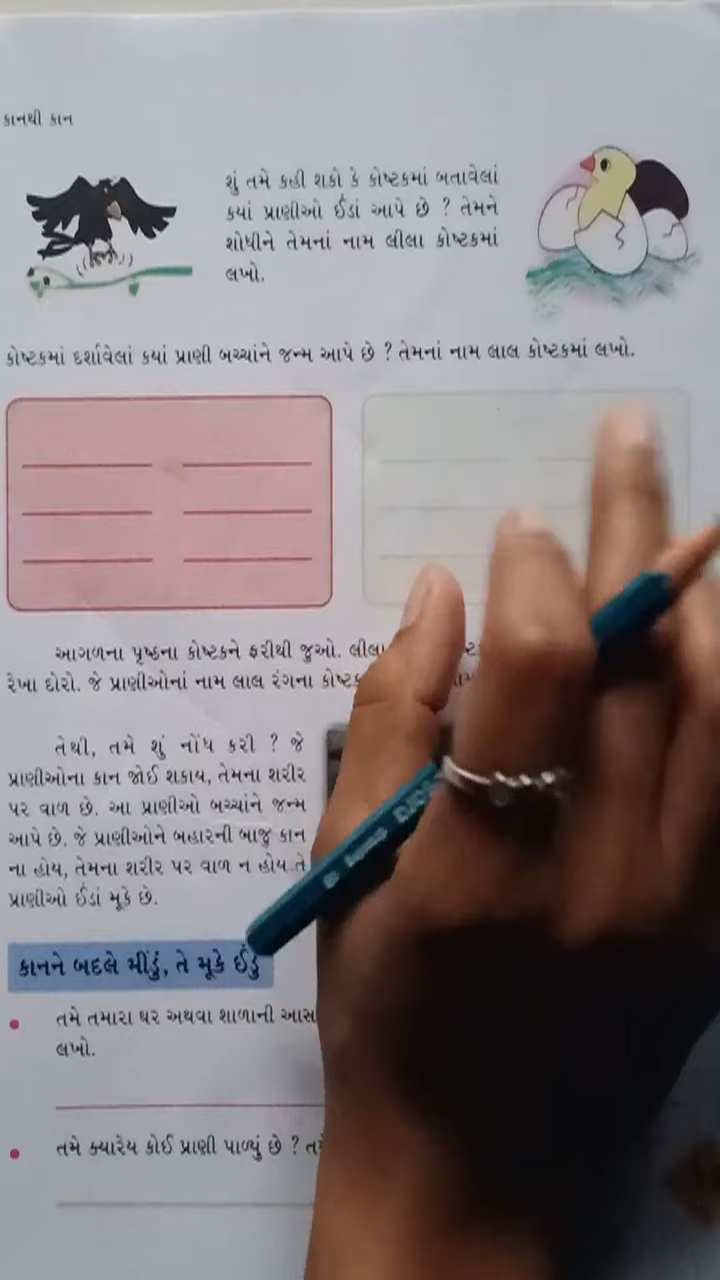 કાનથી કાન
શું તમે કહી શકો કે કોષ્ટકમાં બતાવેલાં
કયાં પ્રાણીઓ ઈંડાં આપે છે ? તેમને
શોધીને તેમનાં નામ લીલા કોષ્ટકમાં
લખો.
કોષ્ટકમાં દર્શાવેલાં કયાં પ્રાણી બચ્ચાંને જન્મ આપે છે ? તેમનાં નામ લાલ કોષ્ટકમાં લખો.
આગળના પૃષ્ઠના કોષ્ટકને ફરીથી જુઓ. લીલા
રેખા દોરો. જે પ્રાણીઓનાં નામ લાલ રંગના
તેથી, તમે શું નોંધ કરી ? જે
પ્રાણીઓના કાન જોઈ શકાય, તેમના શરીર
પર વાળ છે. આ પ્રાણીઓ બચ્ચાંને જન્મ
આપે છે. જે પ્રાણીઓને બહારની બાજુ કાન
ના હોય, તેમના શરીર પર વાળ ન હોય તે
પ્રાણીઓ ઈંડાં મૂકે છે.
કાનને બદલે મીંડું, તે મૂકે ઈંડું
તમે તમારા ઘર અથવા શાળાની
લખો.
તમે ક્યારેય કોઈ પ્રાણી પાળ્યું છે ?